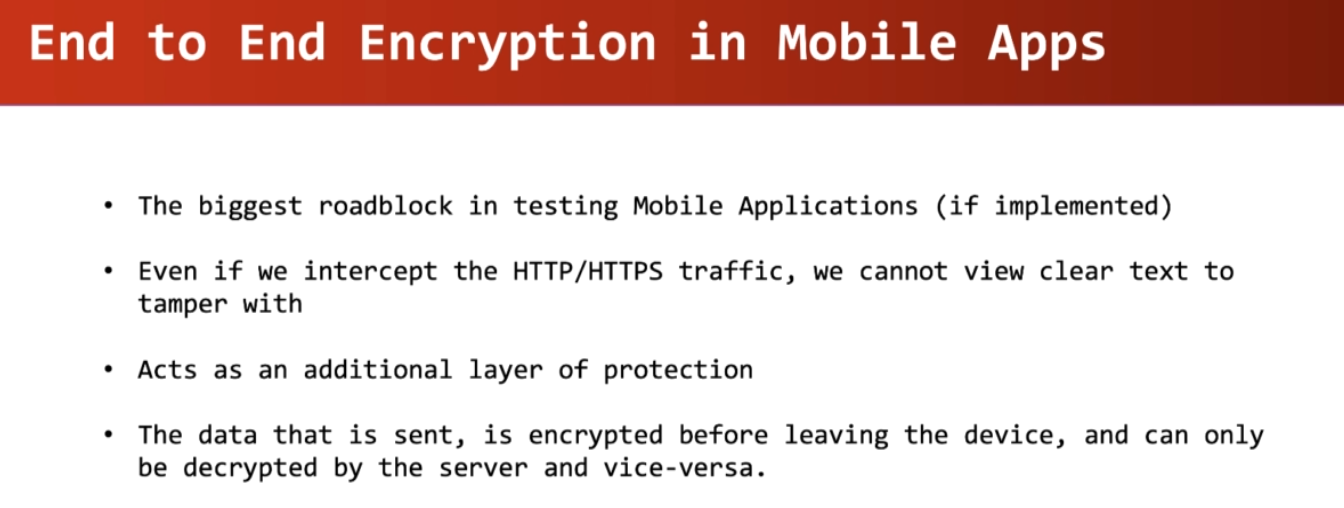 End to End Encryption in Mobile Apps
• The biggest roadblock in testing Mobile Applications (if implemented)
• Even if we intercept the HTTP/HTTPS traffic, we cannot view clear text to
tamper with
• Acts as an additional layer of protection
• The data that is sent, is encrypted before leaving the device, and can only
be decrypted by the server and vice-versa.